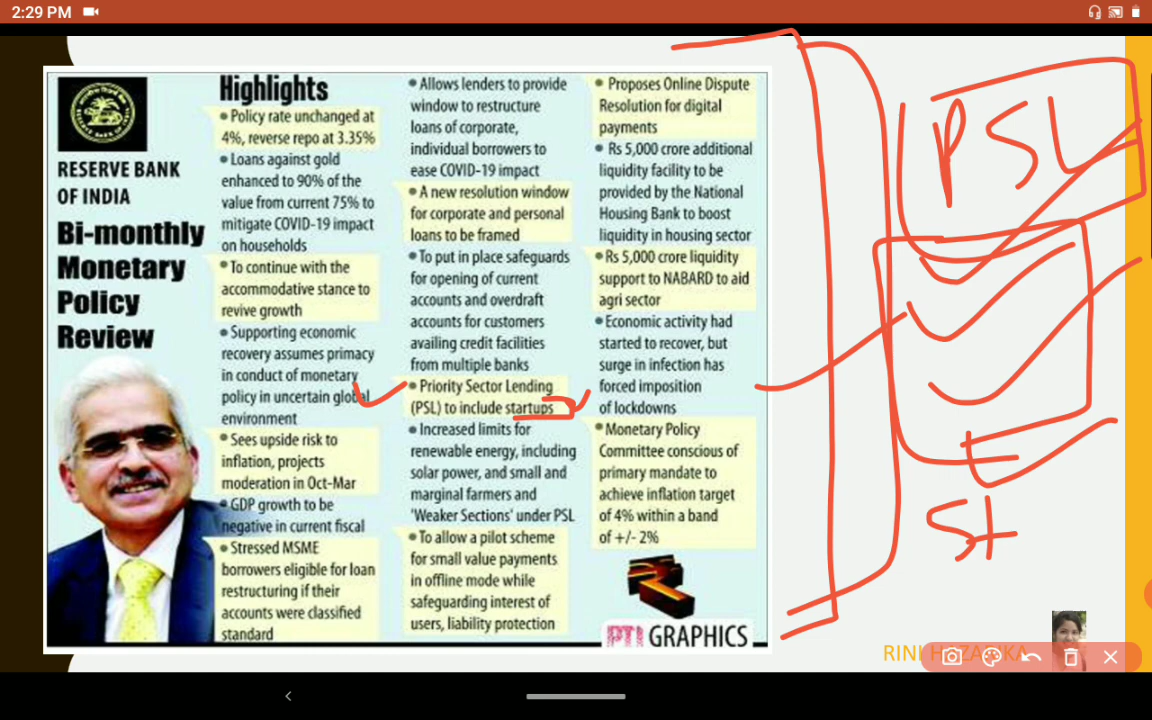 2:29 PM
RESERVE BANK
OF INDIA
Bi-monthly
Monetary
Policy
Review
Highlights
• Policy rate unchanged at
4%, reverse repo at 3.35%
• Loans against gold
enhanced to 90% of the
value from current 75% to
mitigate COVID-19 impact
on households
• To continue with the
accommodative stance to
revive growth
• Supporting economic
recovery assumes primacy
in conduct of monetary
policy in uncertain global
environment
• Sees upside risk to
inflation, projects
moderation in Oct-Mar
• GDP growth to be
negative in current fiscal
• Stressed MSME
borrowers eligible for loan
restructuring if their
accounts were classified
standard
• Allows lenders to provide
window to restructure
loans of corporate,
individual borrowers to
ease COVID-19 impact
• A new resolution window
for corporate and personal
loans to be framed
• To put in place safeguards
for opening of current
accounts and overdraft
accounts for customers
availing credit facilities
from multiple banks
• Priority Sector Lending
(PSL) to include startups
• Increased limits for
renewable energy, including
solar power, and small and
marginal farmers and
'Weaker Sections' under PSL
• To allow a pilot scheme
for small value payments
in offline mode while
safeguarding interest of
users, liability protection
• Proposes Online Dispute
Resolution for digital
payments
• Rs 5,000 crore additional
liquidity facility to be
provided by the National
Housing Bank to boost
liquidity in housing sector
• Rs 5,000 crore liquidity
support to NABARD to aid
agri sector
• Economic activity had
started to recover, but
surge in infection has
forced imposition
of lockdowns
• Monetary Policy
Committee conscious of
primary mandate to
achieve inflation target
of 4% within a band
of +/- 2%
PTI GRAPHICS
PSL
St
RINI